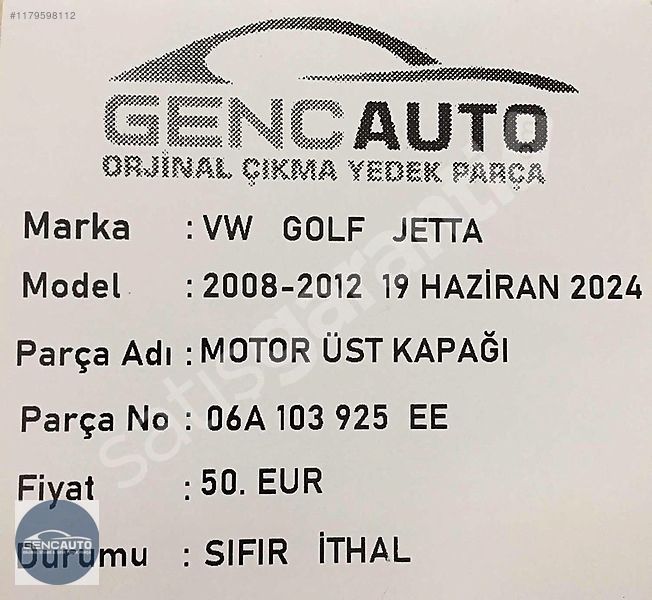 #1179598112
GENCAUTO
ORJİNAL ÇIKMA YEDEK PARÇA
Marka : VW GOLF JETTA
Model : 2008-2012 19 HAZİRAN 2024
Parça Adı : MOTOR ÜST KAPAĞI
Parça No : 06A 103 925 EE
Fiyat : 50. EUR
Durumu : SIFIR İTHAL
GENCAUTO
satışgarantiv